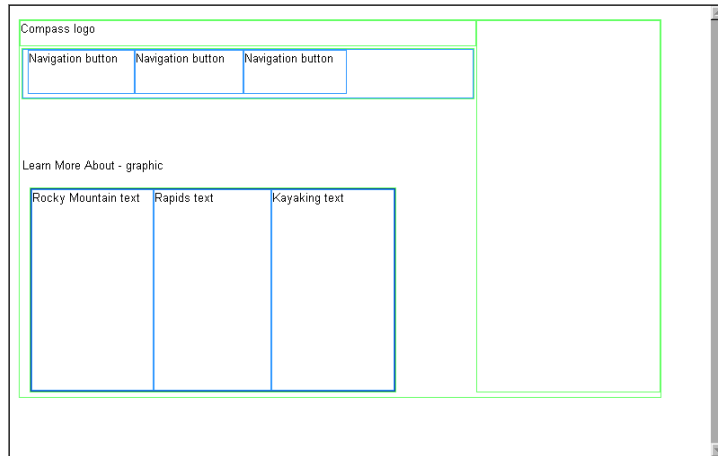 Compass logo
Navigation button Navigation button Navigation button
Learn More About - graphic
Rocky Mountain text Rapids text Kayaking text